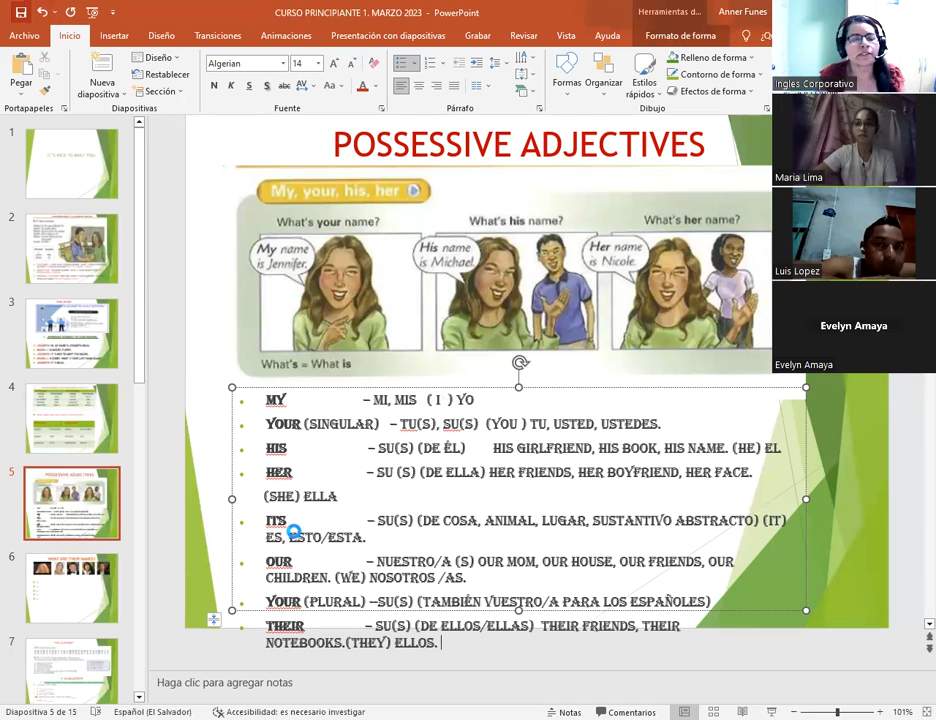 CURSO PRINCIPIANTE 1. MARZO 2023 - PowerPoint
Herramientas d...
Anner Funes
Archivo Inicio Insertar Diseño Transiciones Animaciones Presentación con diapositivas Grabar Revisar Vista Ayuda Formato de forma
Pegar
Nueva diapositiva
Diseño
Restablecer
Sección
Algerian 14
N K S
Aa
Formas Organizar Estilos rápidos
Relleno de forma
Contorno de forma
Efectos de forma
Portapapeles Diapositivas Fuente Párrafo Dibujo
Ingles Corporativo
Maria Lima
Luis Lopez
Evelyn Amaya
Evelyn Amaya
1
2
3
4
5
6
7
POSSESSIVE ADJECTIVES
My, your, his, her
What's your name? What's his name? What's her name?
My name is Jennifer.
His name is Michael.
Her name is Nicole.
What's = What is
MY – MI, MIS ( I ) YO
YOUR (SINGULAR) – TU(S), SU(S) (YOU ) TU, USTED, USTEDES.
HIS – SU(S) (DE ÉL) HIS GIRLFRIEND, HIS BOOK, HIS NAME. (HE) EL
HER – SU (S) (DE ELLA) HER FRIENDS, HER BOYFRIEND, HER FACE.
(SHE) ELLA
ITS – SU(S) (DE COSA, ANIMAL, LUGAR, SUSTANTIVO ABSTRACTO) (IT)
ES, ESTO/ESTA.
OUR – NUESTRO/A (S) OUR MOM, OUR HOUSE, OUR FRIENDS, OUR
CHILDREN. (WE) NOSOTROS /AS.
YOUR (PLURAL) –SU(S) (TAMBIÉN VUESTRO/A PARA LOS ESPAÑOLES)
THEIR – SU(S) (DE ELLOS/ELLAS) THEIR FRIENDS, THEIR
NOTEBOOKS.(THEY) ELLOS.
Haga clic para agregar notas
Diapositiva 5 de 15 Español (El Salvador) Accesibilidad: es necesario investigar Notas Comentarios 101%